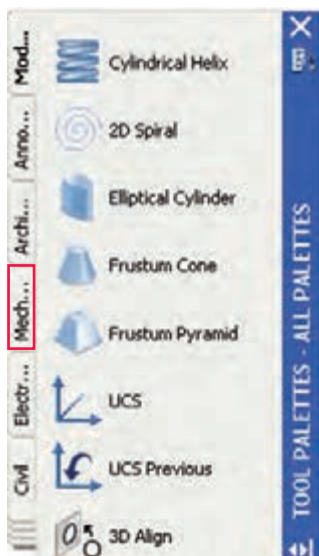 Mod...
Anno...
Archi...
Mech...
Electr...
Civil
Cylindrical Helix
2D Spiral
Elliptical Cylinder
Frustum Cone
Frustum Pyramid
UCS
UCS Previous
3D Align
TOOL PALETTES - ALL PALETTES